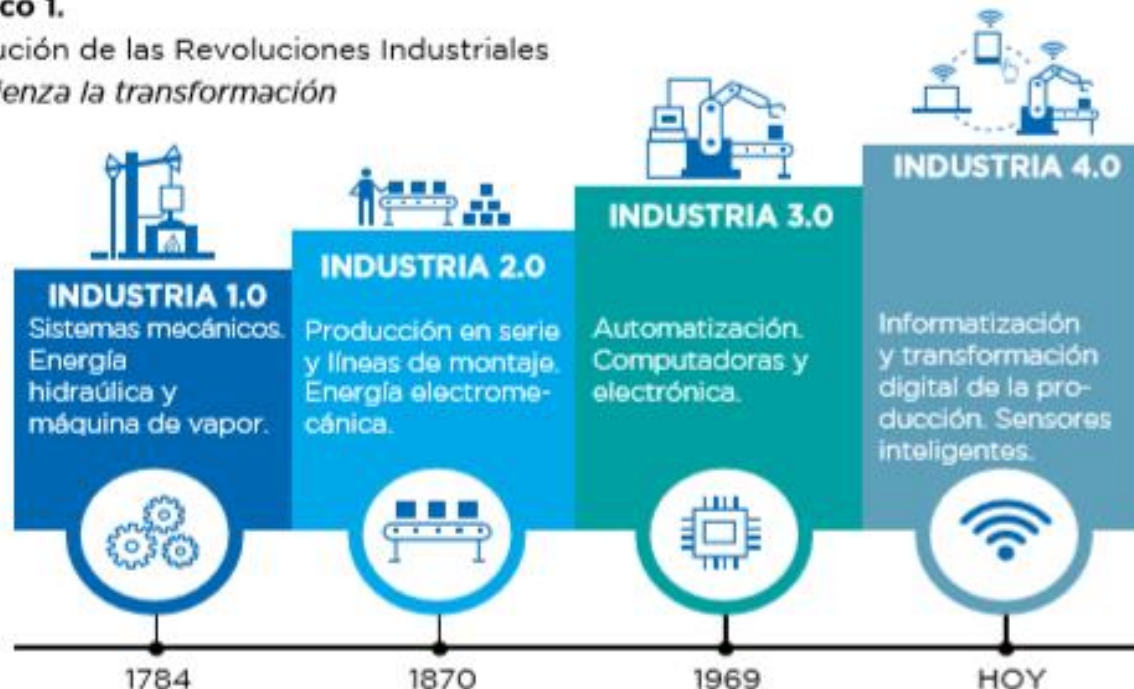 co 1.
ución de las Revoluciones Industriales
ienza la transformación
INDUSTRIA 1.0
Sistemas mecánicos.
Energía
hidraúlica y
máquina de vapor.
INDUSTRIA 2.0
Producción en serie
y líneas de montaje.
Energía electrome-
cánica.
INDUSTRIA 3.0
Automatización.
Computadoras y
electrónica.
INDUSTRIA 4.0
Informatización
y transformación
digital de la pro-
ducción. Sensores
inteligentes.
1784
1870
1969
HOY